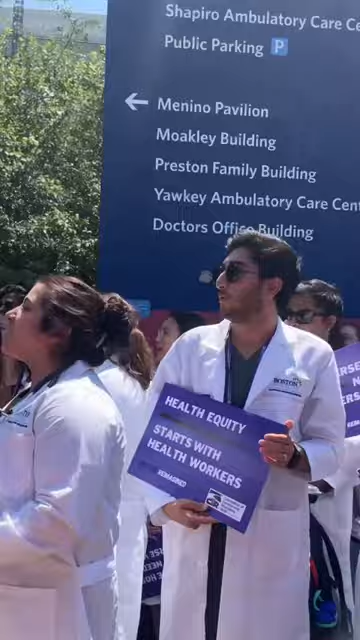 Shapiro Ambulatory Care Ce
Public Parking P
Menino Pavilion
Moakley Building
Preston Family Building
Yawkey Ambulatory Care Cent
Doctors Office Building
BOSTON
HEALTH EQUITY
STARTS WITH
HEALTH WORKERS